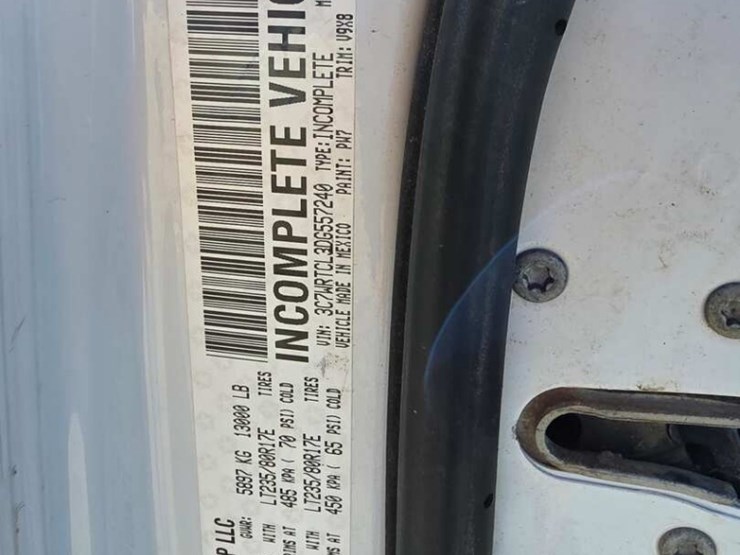 P LLC
GVWR: 5897 KG 13000 LB
WITH LT235/80R17E TIRES
AT 485 KPA ( 70 PSI) COLD
WITH LT235/80R17E TIRES
AT 450 KPA ( 65 PSI) COLD
INCOMPLETE VEHIC
VIN: 3C7WRTCL3DG557240 TYPE: INCOMPLETE
VEHICLE MADE IN MEXICO PAINT: PW7 TRIM: V9X8